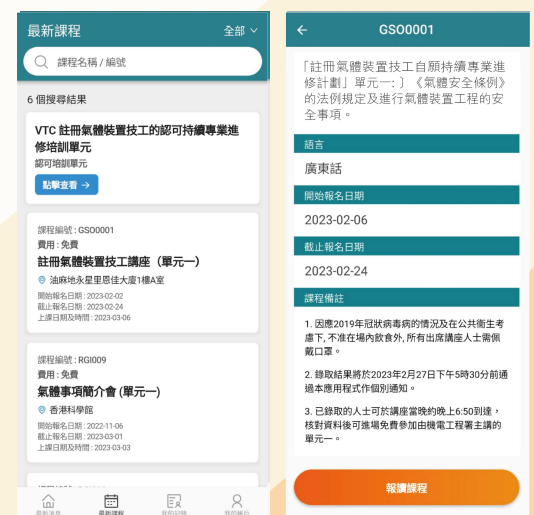 最新課程
全部
課程名稱 / 編號
6 個搜尋結果
VTC 註冊氣體裝置技工的認可持續專業進
修培訓單元
認可培訓單元
點擊查看 →
課程編號 : GSO0001
費用 : 免費
註冊氣體裝置技工講座（單元一）
油麻地永星里恩佳大廈1樓A室
開始報名日期 : 2023-02-02
截止報名日期 : 2023-02-24
上課日期及時間 : 2023-03-06
課程編號 : RGI009
費用 : 免費
氣體事項簡介會 (單元一)
香港科學館
開始報名日期 : 2022-11-06
截止報名日期 : 2023-03-01
上課日期及時間 : 2023-03-03
最新消息
最新課程
我的記錄
我的帳戶
← GSO0001
「註冊氣體裝置技工自願持續專業進
修計劃」單元一: 〕《氣體安全條例》
的法例規定及進行氣體裝置工程的安
全事項。
語言
廣東話
開始報名日期
2023-02-06
截止報名日期
2023-02-24
課程備註
1. 因應2019年冠狀病毒病的情況及在公共衞生考
慮下, 不准在場內飲食外, 所有出席講座人士需佩
戴口罩。
2. 錄取結果將於2023年2月27日下午5時30分前通
過本應用程式作個別通知。
3. 已錄取的人士可於講座當晚約晚上6:50到達，
核對資料後可進場免費參加由機電工程署主講的
單元一。
報讀課程